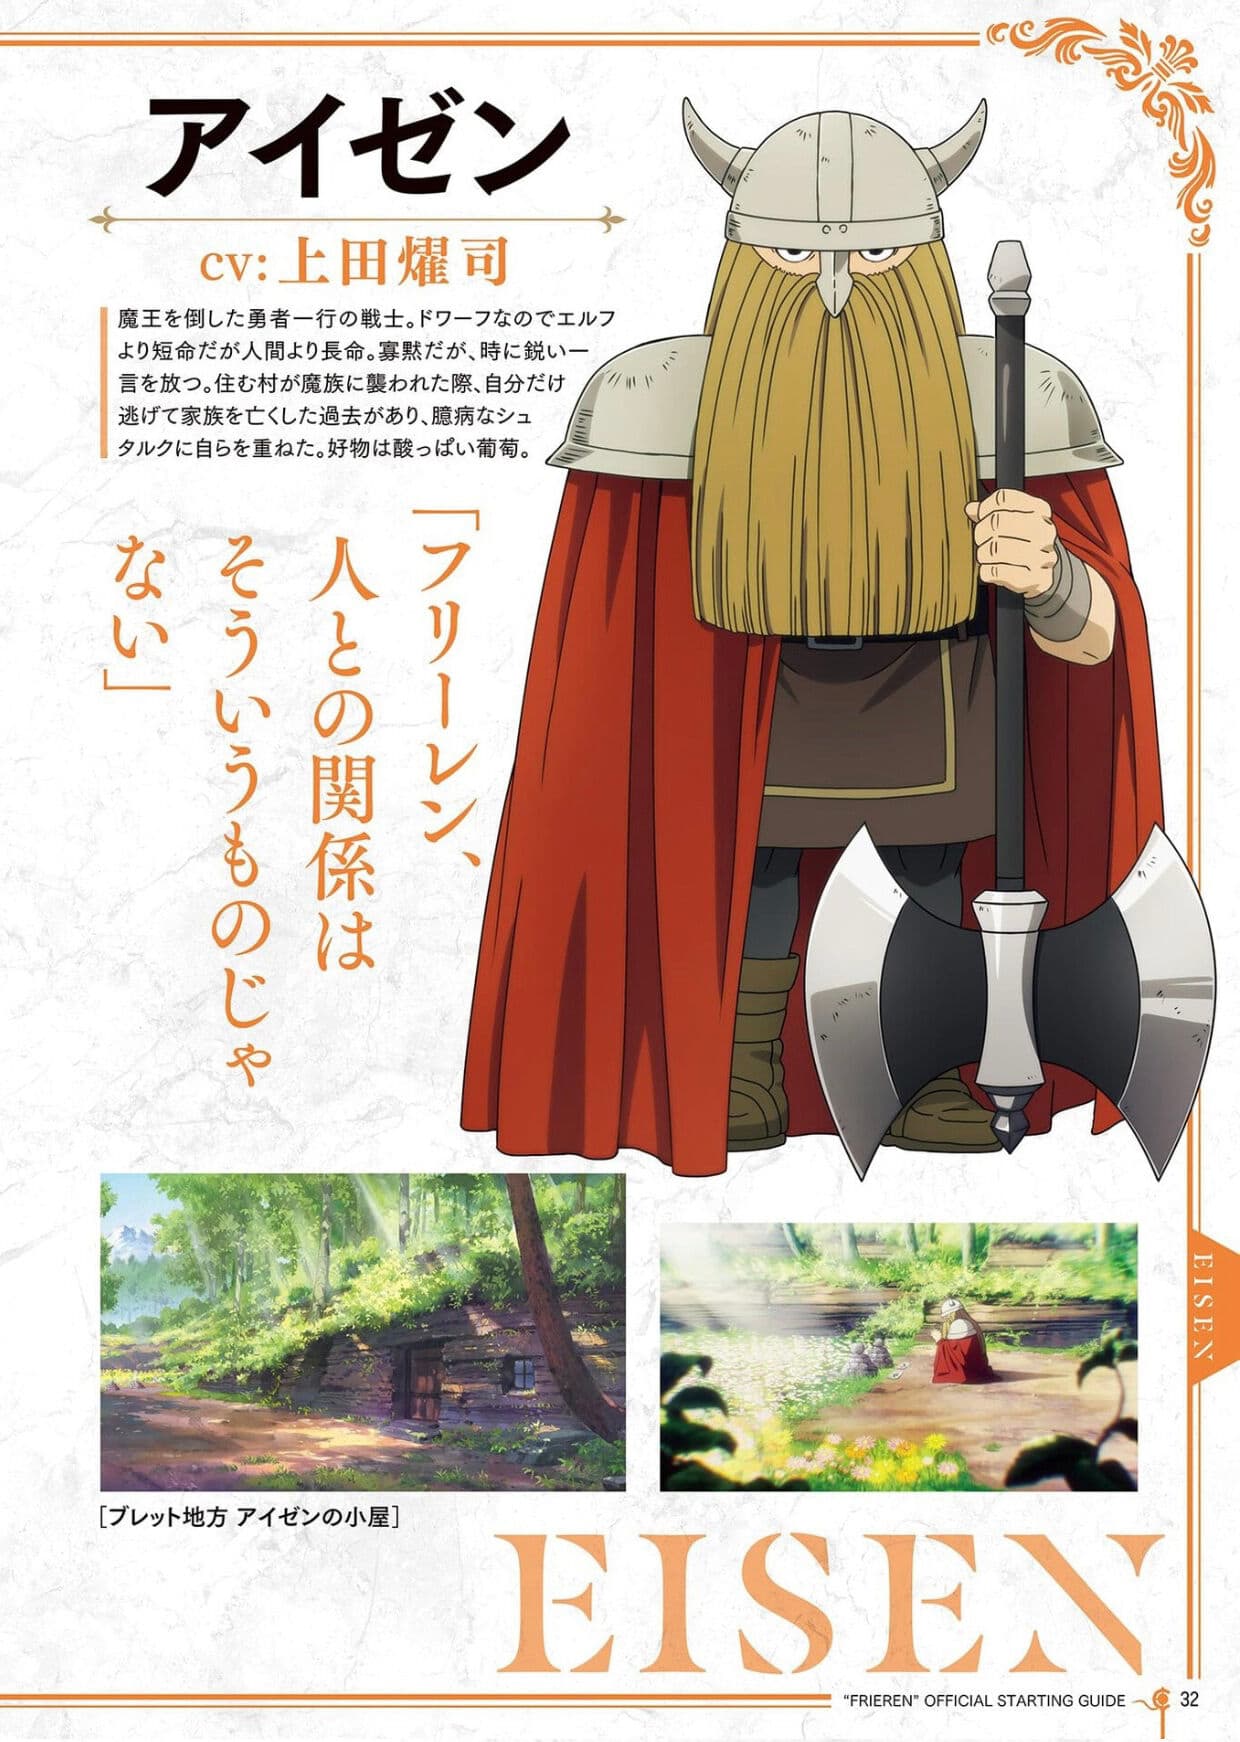 アイゼン
cv:上田燿司
魔王を倒した勇者一行の戦士。ドワーフなのでエルフ
より短命だが人間より長命。寡黙だが、時に鋭い一
言を放つ。住む村が魔族に襲われた際、自分だけ
逃げて家族を亡くした過去があり、臆病なシュ
タルクに自らを重ねた。好物は酸っぱい葡萄。
「フリーレン、
人との関係は
そういうものじゃ
ない」
EISEN
[ブレット地方 アイゼンの小屋]
EISEN
“FRIEREN” OFFICIAL STARTING GUIDE
32